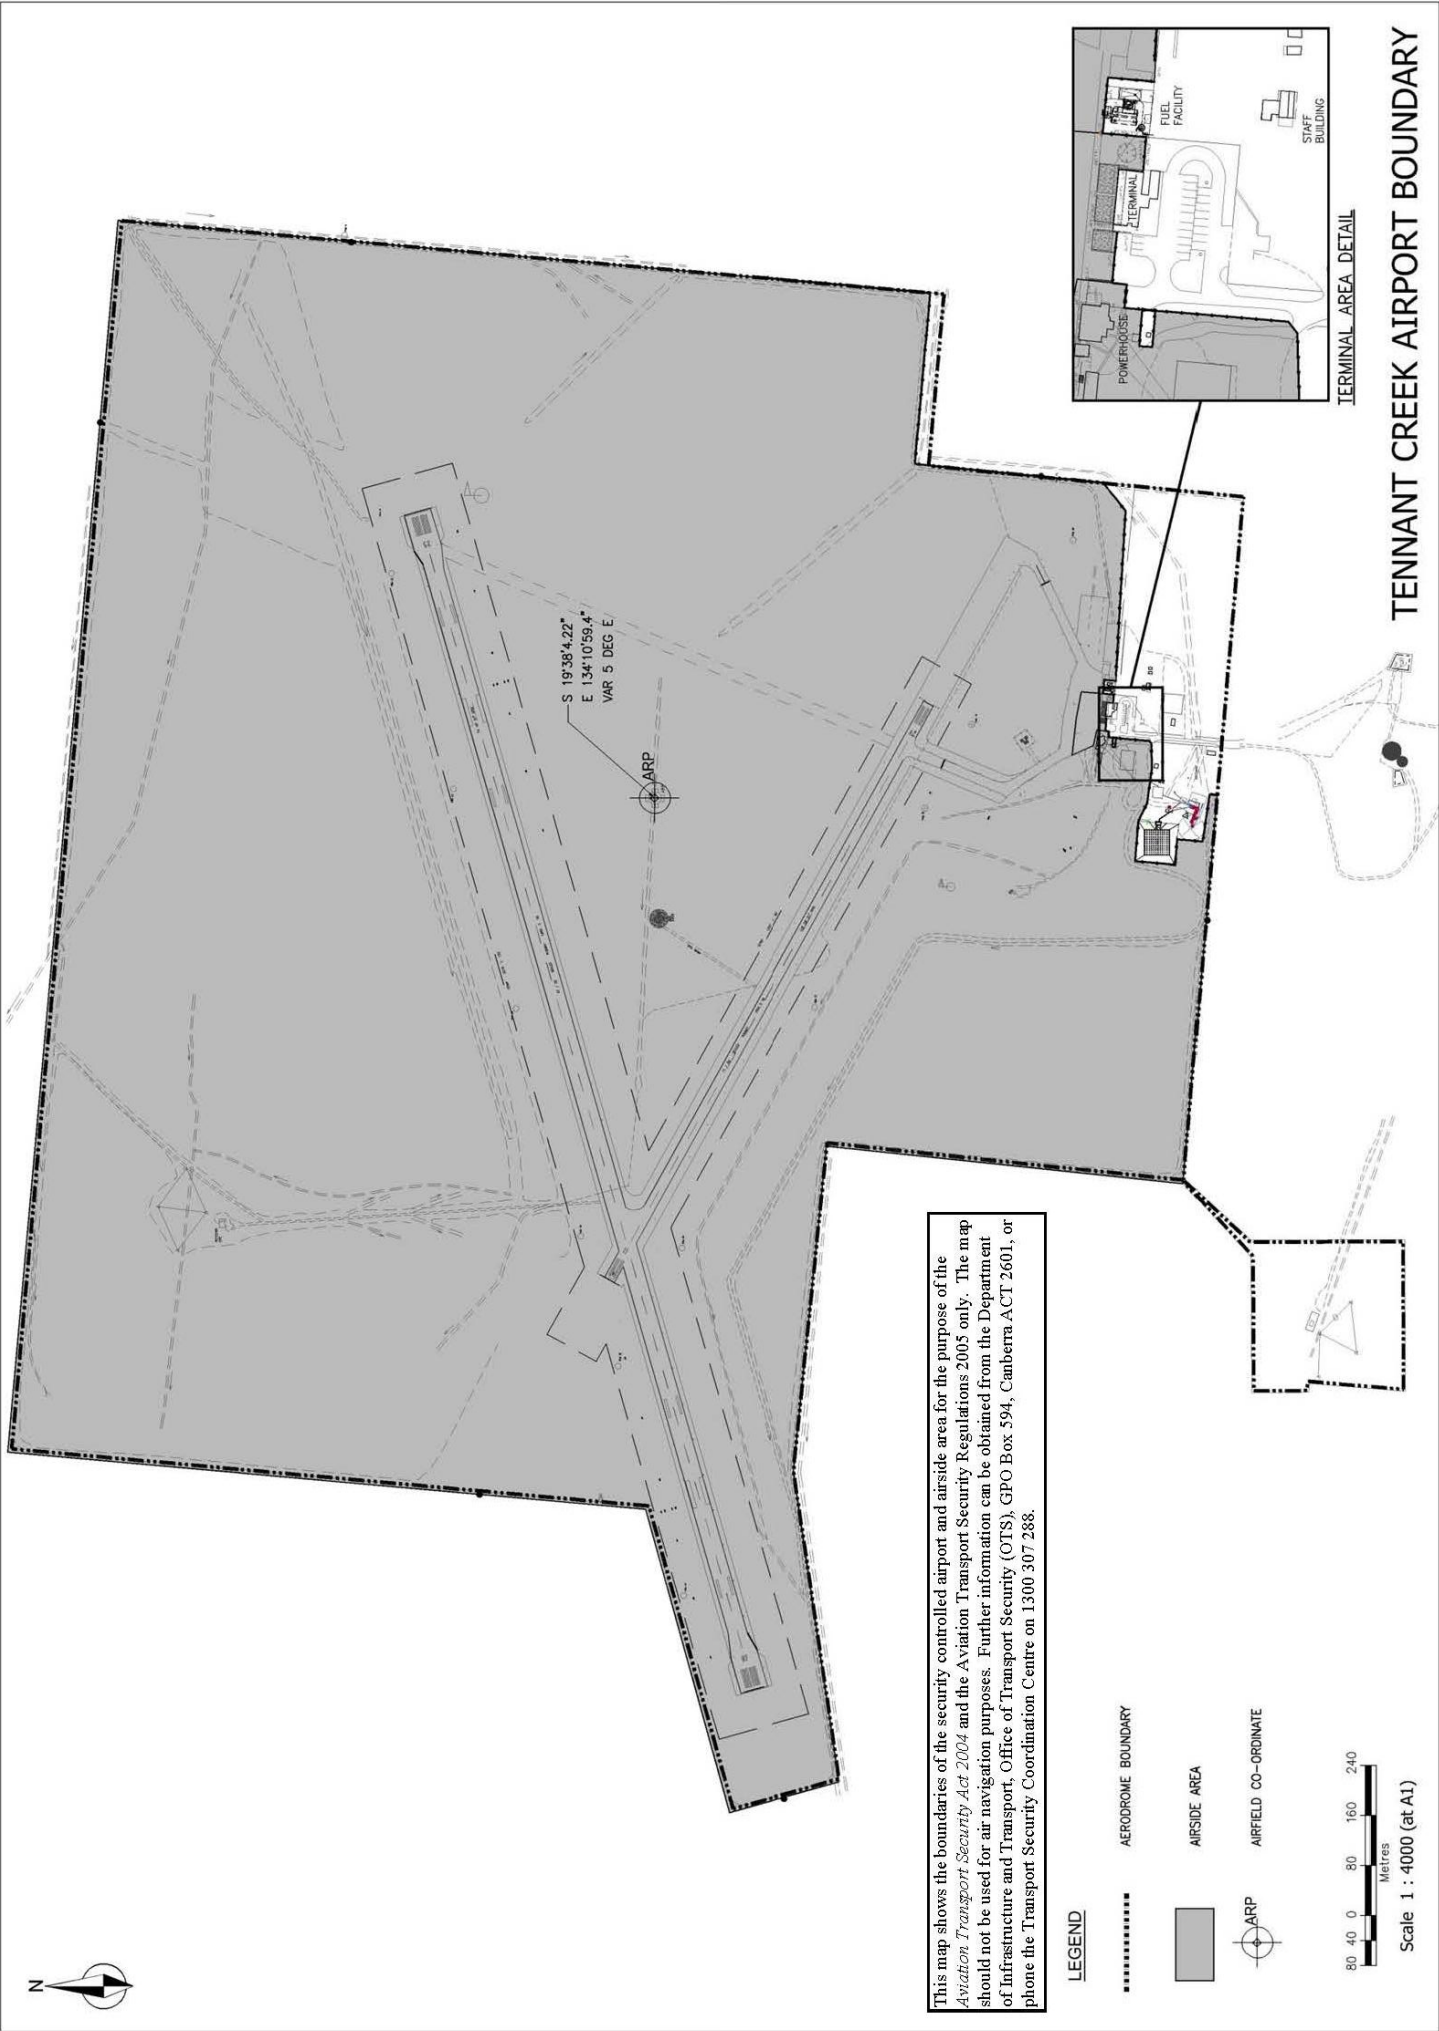 N
S 19°38'4.22"
E 134°10'59.4"
VAR 5 DEG E
ARP
POWERHOUSE
TERMINAL
FUEL
FACILITY
STAFF
BUILDING
TERMINAL AREA DETAIL
This map shows the boundaries of the security controlled airport and airside area for the purpose of the
Aviation Transport Security Act 2004 and the Aviation Transport Security Regulations 2005 only. The map
should not be used for air navigation purposes. Further information can be obtained from the Department
of Infrastructure and Transport, Office of Transport Security (OTS), GPO Box 594, Canberra ACT 2601, or
phone the Transport Security Coordination Centre on 1300 307 288.
LEGEND
AERODROME BOUNDARY
AIRSIDE AREA
ARP
AIRFIELD CO-ORDINATE
80 40 0 80 160 240
Metres
Scale 1 : 4000 (at A1)
TENNANT CREEK AIRPORT BOUNDARY